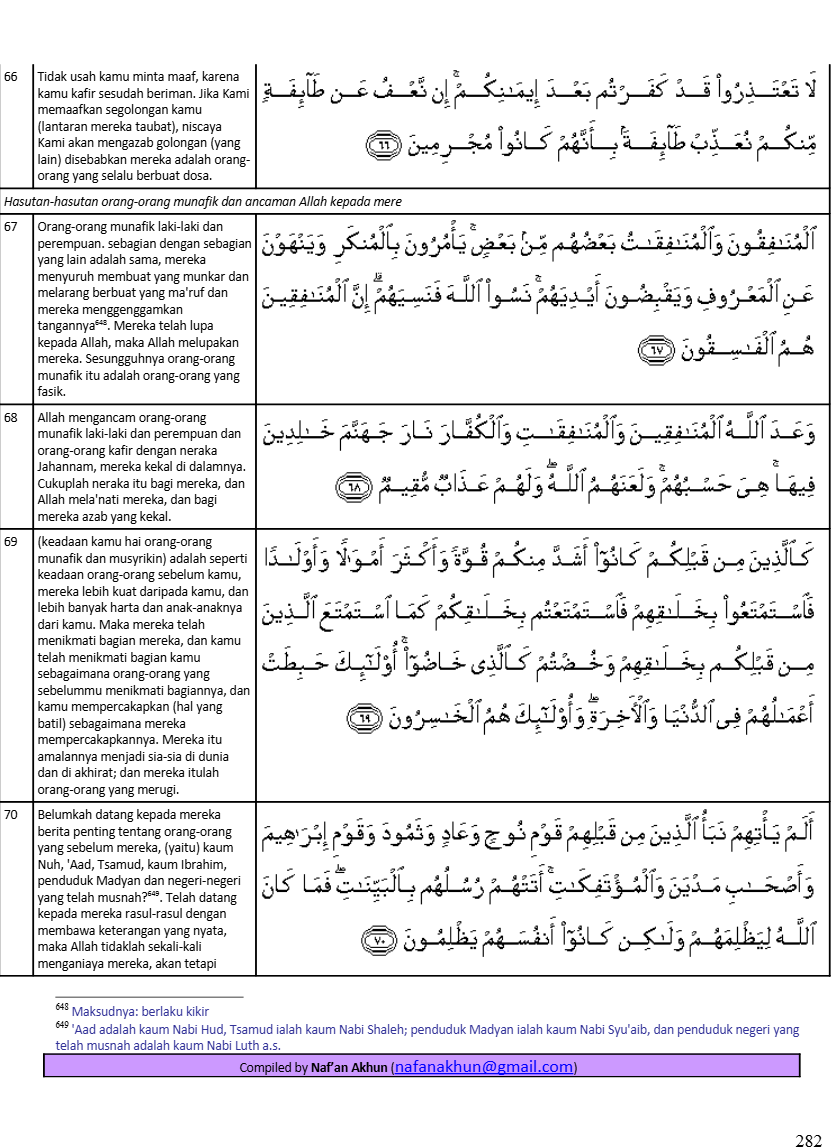 66
Tidak usah kamu minta maaf, karena
kamu kafir sesudah beriman. Jika Kami
memaafkan segolongan kamu
(lantaran mereka taubat), niscaya
Kami akan mengazab golongan (yang
lain) disebabkan mereka adalah orang-
orang yang selalu berbuat dosa.
لَا تَعْتَذِرُوا۟ قَدْ كَفَرْتُم بَعْدَ إِيمَـٰنِكُمْ ۚ إِن نَّعْفُ عَن طَآئِفَةٍ
مِّنكُمْ نُعَذِّبْ طَآئِفَةًۢ بِأَنَّهُمْ كَانُوا۟ مُجْرِمِينَ ٦٦
Hasutan-hasutan orang-orang munafik dan ancaman Allah kepada mere
67
Orang-orang munafik laki-laki dan
perempuan. sebagian dengan sebagian
yang lain adalah sama, mereka
menyuruh membuat yang munkar dan
melarang berbuat yang ma'ruf dan
mereka menggenggamkan
tangannya648. Mereka telah lupa
kepada Allah, maka Allah melupakan
mereka. Sesungguhnya orang-orang
munafik itu adalah orang-orang yang
fasik.
ٱلْمُنَـٰفِقُونَ وَٱلْمُنَـٰفِقَـٰتُ بَعْضُهُم مِّنۢ بَعْضٍ ۚ يَأْمُرُونَ بِٱلْمُنكَرِ وَيَنْهَوْنَ
عَنِ ٱلْمَعْرُوفِ وَيَقْبِضُونَ أَيْدِيَهُمْ ۚ نَسُوا۟ ٱللَّهَ فَنَسِيَهُمْ ۗ إِنَّ ٱلْمُنَـٰفِقِينَ
هُمُ ٱلْفَـٰسِقُونَ ٦٧
68
Allah mengancam orang-orang
munafik laki-laki dan perempuan dan
orang-orang kafir dengan neraka
Jahannam, mereka kekal di dalamnya.
Cukuplah neraka itu bagi mereka, dan
Allah mela'nati mereka, dan bagi
mereka azab yang kekal.
وَعَدَ ٱللَّهُ ٱلْمُنَـٰفِقِينَ وَٱلْمُنَـٰفِقَـٰتِ وَٱلْكُفَّارَ نَارَ جَهَنَّمَ خَـٰلِدِينَ
فِيهَا ۚ هِىَ حَسْبُهُمْ ۚ وَلَعَنَهُمُ ٱللَّهُ ۖ وَلَهُمْ عَذَابٌ مُّقِيمٌ ٦٨
69
(keadaan kamu hai orang-orang
munafik dan musyrikin) adalah seperti
keadaan orang-orang sebelum kamu,
mereka lebih kuat daripada kamu, dan
lebih banyak harta dan anak-anaknya
dari kamu. Maka mereka telah
menikmati bagian mereka, dan kamu
telah menikmati bagian kamu
sebagaimana orang-orang yang
sebelummu menikmati bagiannya, dan
kamu mempercakapkan (hal yang
batil) sebagaimana mereka
mempercakapkannya. Mereka itu
amalannya menjadi sia-sia di dunia
dan di akhirat; dan mereka itulah
orang-orang yang merugi.
كَٱلَّذِينَ مِن قَبْلِكُمْ كَانُوٓا۟ أَشَدَّ مِنكُمْ قُوَّةً وَأَكْثَرَ أَمْوَٰلًا وَأَوْلَـٰدًا
فَٱسْتَمْتَعُوا۟ بِخَلَـٰقِهِمْ فَٱسْتَمْتَعْتُم بِخَلَـٰقِكُمْ كَمَا ٱسْتَمْتَعَ ٱلَّذِينَ
مِن قَبْلِكُم بِخَلَـٰقِهِمْ وَخُضْتُمْ كَٱلَّذِى خَاضُوٓا۟ ۚ أُو۟لَـٰٓئِكَ حَبِطَتْ
أَعْمَـٰلُهُمْ فِى ٱلدُّنْيَا وَٱلْـَٔاخِرَةِ ۖ وَأُو۟لَـٰٓئِكَ هُمُ ٱلْخَـٰسِرُونَ ٦٩
70
Belumkah datang kepada mereka
berita penting tentang orang-orang
yang sebelum mereka, (yaitu) kaum
Nuh, 'Aad, Tsamud, kaum Ibrahim,
penduduk Madyan dan negeri-negeri
yang telah musnah?649. Telah datang
kepada mereka rasul-rasul dengan
membawa keterangan yang nyata,
maka Allah tidaklah sekali-kali
menganiaya mereka, akan tetapi
أَلَمْ يَأْتِهِمْ نَبَأُ ٱلَّذِينَ مِن قَبْلِهِمْ قَوْمِ نُوحٍ وَعَادٍ وَثَمُودَ وَقَوْمِ إِبْرَٰهِيمَ
وَأَصْحَـٰبِ مَدْيَنَ وَٱلْمُؤْتَفِكَـٰتِ ۚ أَتَتْهُمْ رُسُلُهُم بِٱلْبَيِّنَـٰتِ ۖ فَمَا كَانَ
ٱللَّهُ لِيَظْلِمَهُمْ وَلَـٰكِن كَانُوٓا۟ أَنفُسَهُمْ يَظْلِمُونَ ٧٠
648 Maksudnya: berlaku kikir
649 'Aad adalah kaum Nabi Hud, Tsamud ialah kaum Nabi Shaleh; penduduk Madyan ialah kaum Nabi Syu'aib, dan penduduk negeri yang
telah musnah adalah kaum Nabi Luth a.s.
Compiled by Naf’an Akhun (nafanakhun@gmail.com)
282